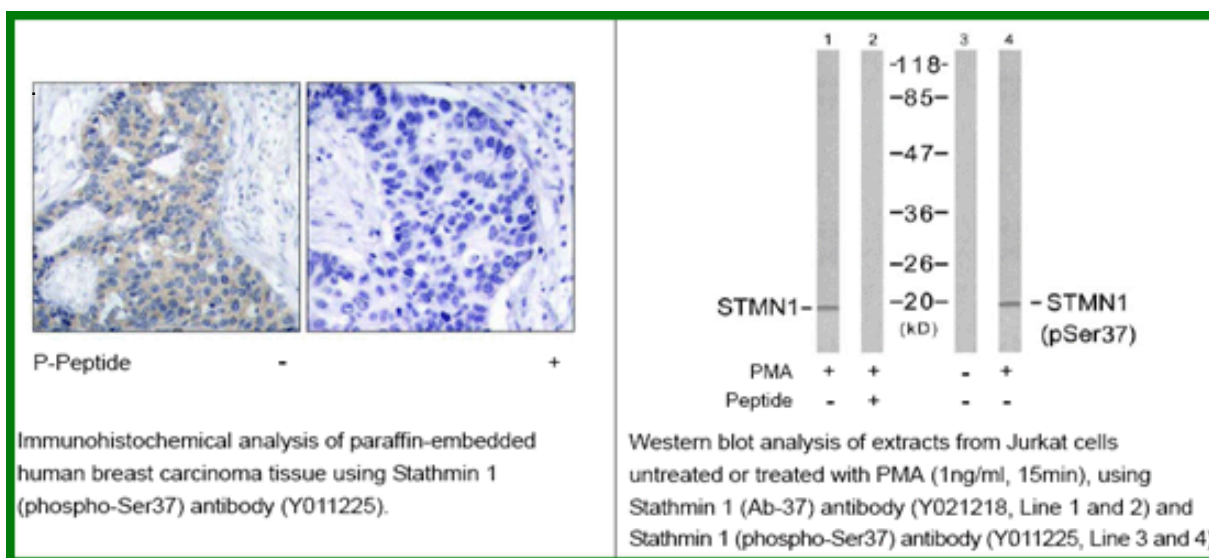 P-Peptide - +
Immunohistochemical analysis of paraffin-embedded
human breast carcinoma tissue using Stathmin 1
(phospho-Ser37) antibody (Y011225).
1 2 3 4
-118-
-85-
-47-
-36-
-26-
STMN1- -20- -STMN1
(kD) (pSer37)
PMA + + - +
Peptide - + - -
Western blot analysis of extracts from Jurkat cells
untreated or treated with PMA (1ng/ml, 15min), using
Stathmin 1 (Ab-37) antibody (Y021218, Line 1 and 2) and
Stathmin 1 (phospho-Ser37) antibody (Y011225, Line 3 and 4)